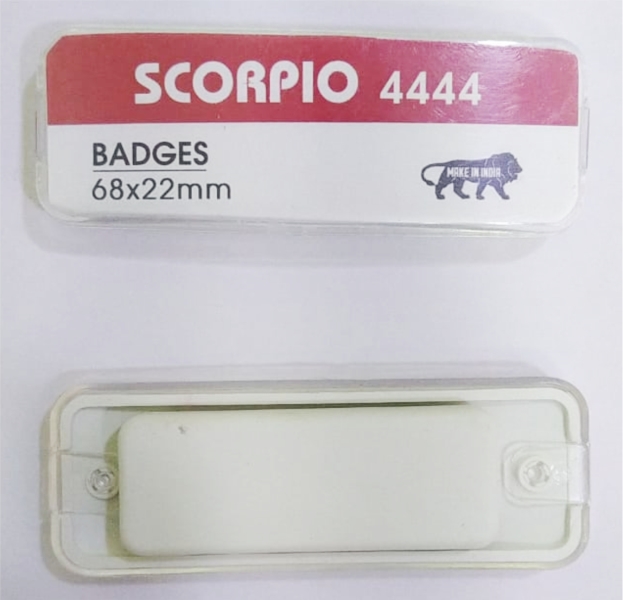 SCORPIO 4444
BADGES
68x22mm
MAKE IN INDIA